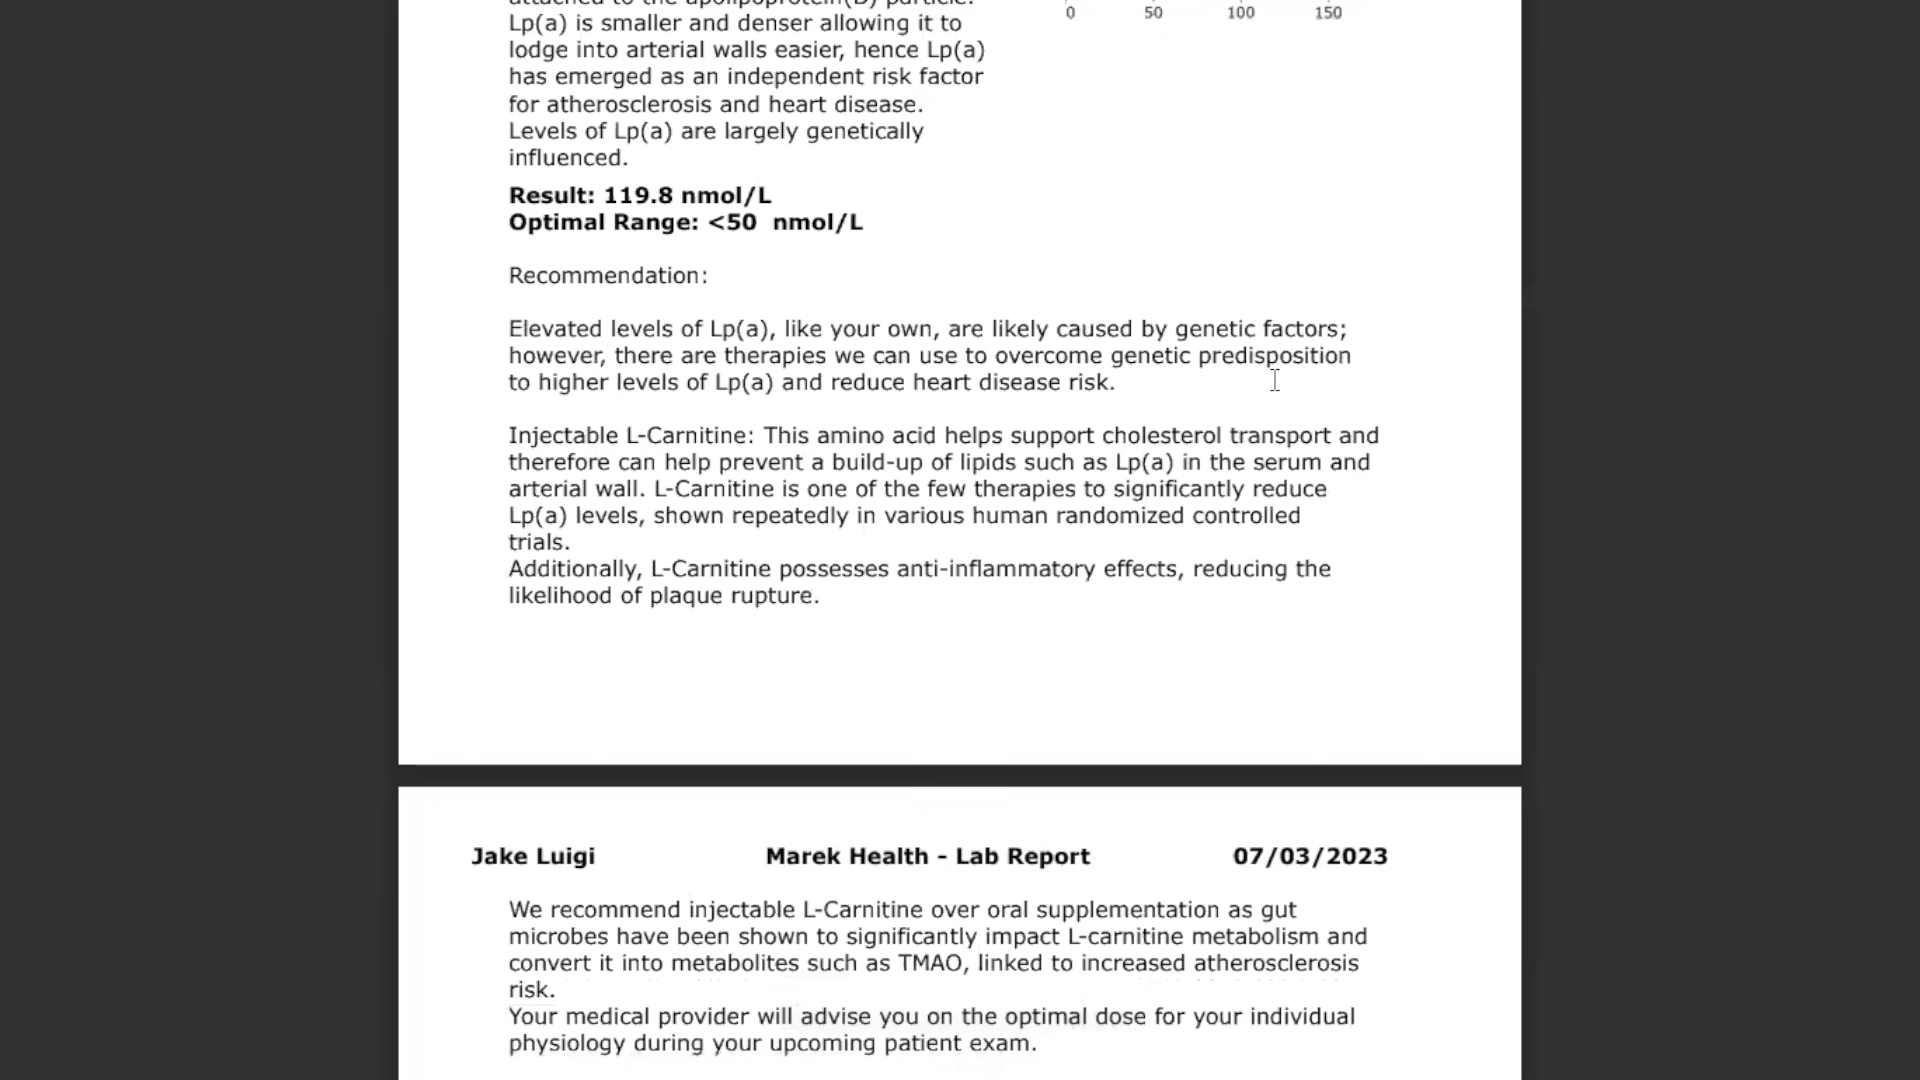 attached to the apolipoprotein(B) particle.
Lp(a) is smaller and denser allowing it to
lodge into arterial walls easier, hence Lp(a)
has emerged as an independent risk factor
for atherosclerosis and heart disease.
Levels of Lp(a) are largely genetically
influenced.
0 50 100 150
Result: 119.8 nmol/L
Optimal Range: <50 nmol/L
Recommendation:
Elevated levels of Lp(a), like your own, are likely caused by genetic factors;
however, there are therapies we can use to overcome genetic predisposition
to higher levels of Lp(a) and reduce heart disease risk.
Injectable L-Carnitine: This amino acid helps support cholesterol transport and
therefore can help prevent a build-up of lipids such as Lp(a) in the serum and
arterial wall. L-Carnitine is one of the few therapies to significantly reduce
Lp(a) levels, shown repeatedly in various human randomized controlled
trials.
Additionally, L-Carnitine possesses anti-inflammatory effects, reducing the
likelihood of plaque rupture.
Jake Luigi Marek Health - Lab Report 07/03/2023
We recommend injectable L-Carnitine over oral supplementation as gut
microbes have been shown to significantly impact L-carnitine metabolism and
convert it into metabolites such as TMAO, linked to increased atherosclerosis
risk.
Your medical provider will advise you on the optimal dose for your individual
physiology during your upcoming patient exam.